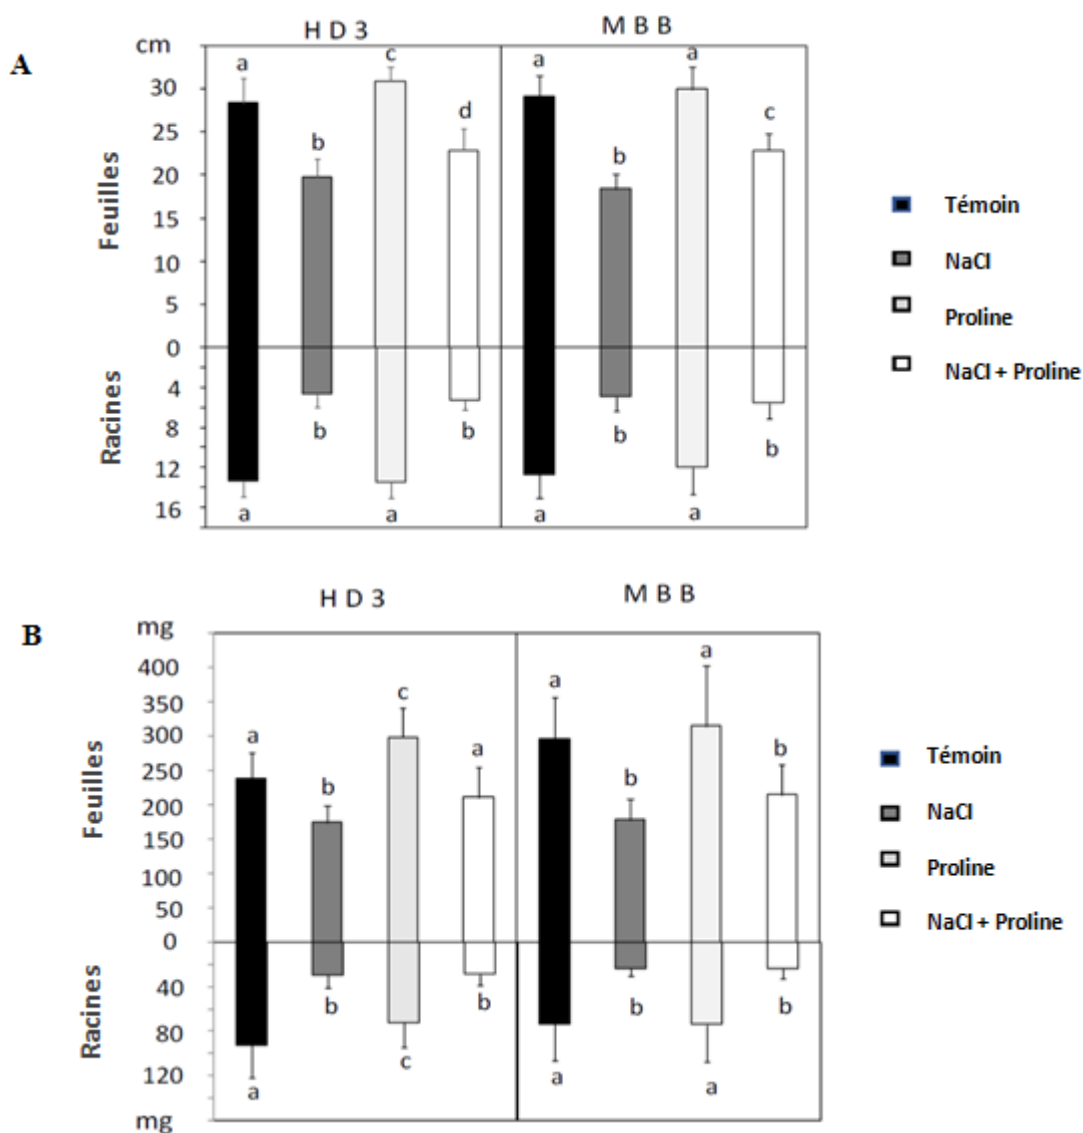 A
cm
H D 3
M B B
a
b
c
d
a
b
a
c
30
25
20
15
10
5
0
4
8
12
16
Feuilles
Racines
b
b
a
a
b
b
a
a
Témoin
NaCl
Proline
NaCl + Proline
B
mg
H D 3
M B B
a
b
c
a
a
b
a
b
400
350
300
250
200
150
100
50
0
40
80
120
mg
Feuilles
Racines
a
b
c
b
a
b
a
b
Témoin
NaCl
Proline
NaCl + Proline